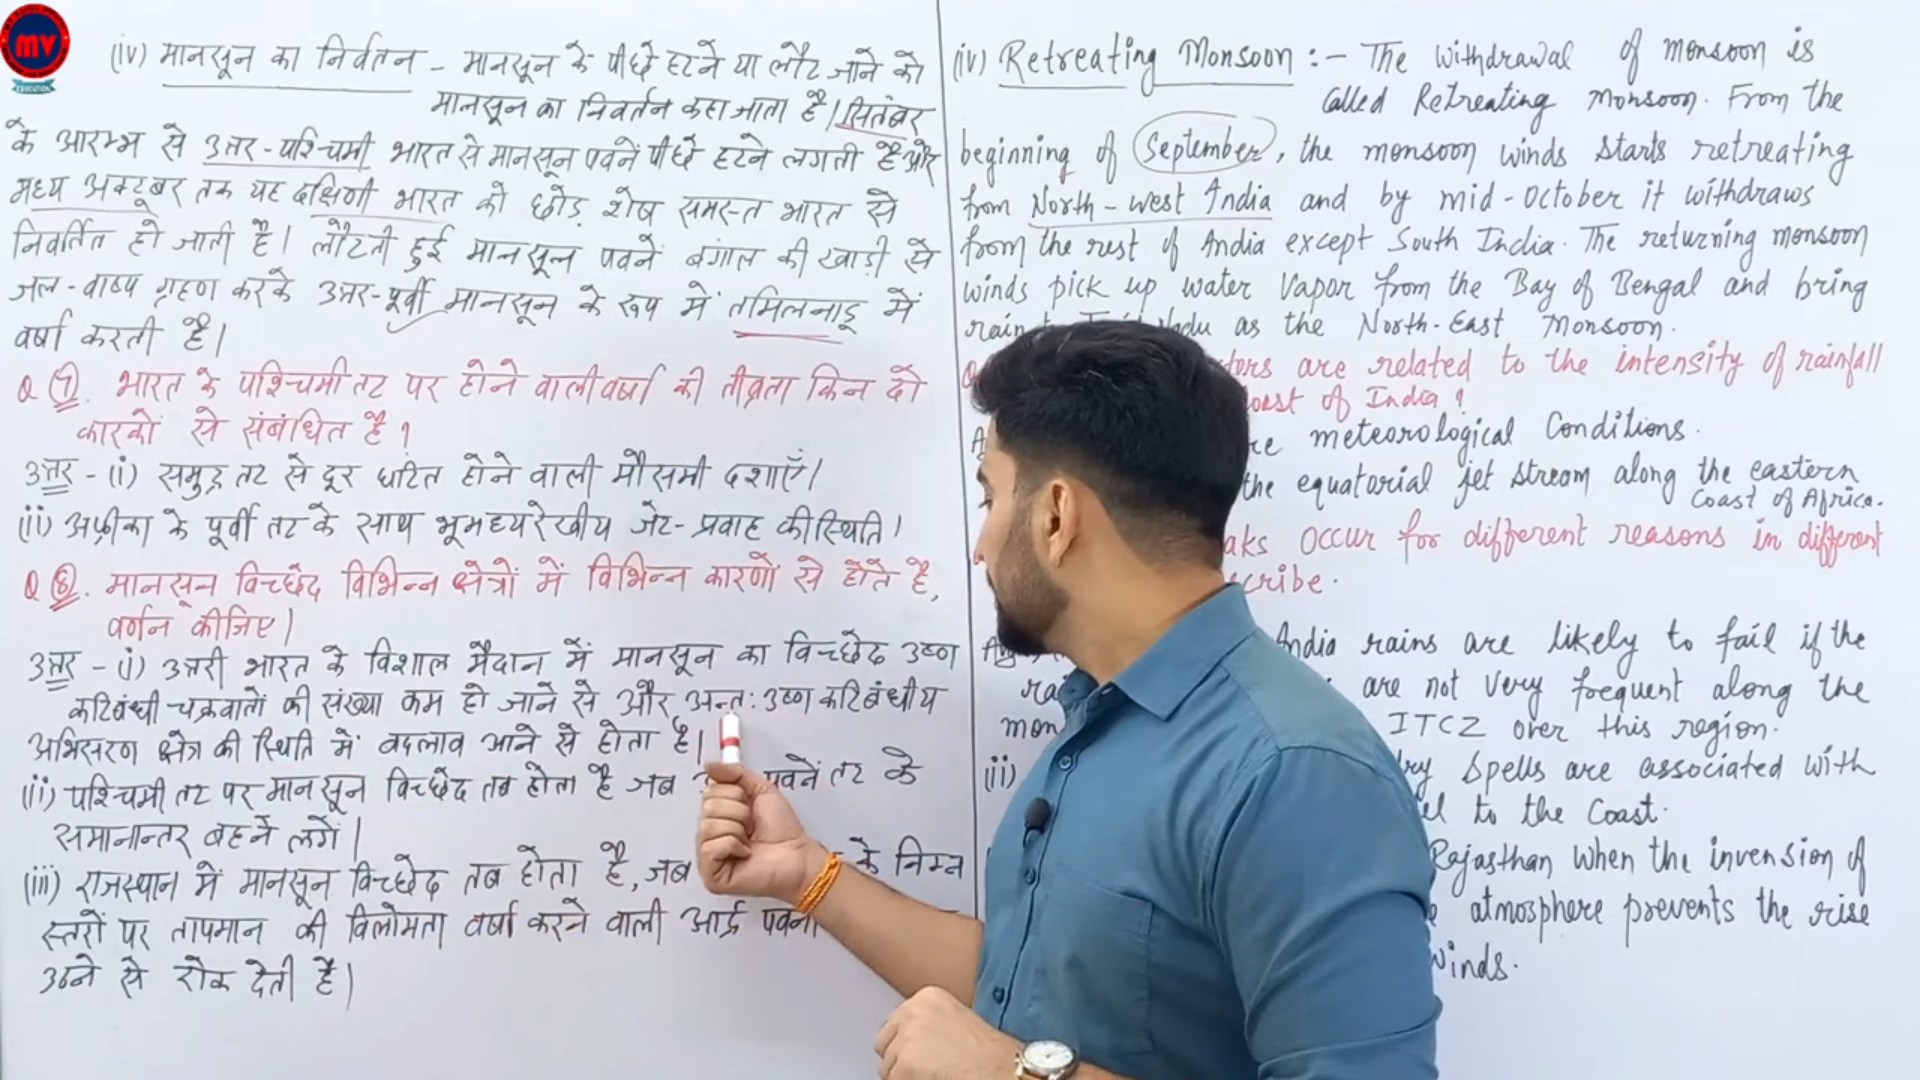 MV
EDUCATION
(iv) मानसून का निर्वतन - मानसून के पीछे हटने या लौट जाने को
मानसून का निवर्तन कहा जाता है। सितंबर
के आरम्भ से उत्तर-पश्चिमी भारत से मानसून पवनें पीछे हटने लगती है और
मध्य अक्टूबर तक यह दक्षिणी भारत को छोड़ शेष समस्त भारत से
निवर्तित हो जाती है। लौटती हुई मानसून पवनें बंगाल की खाड़ी से
जल-वाष्प ग्रहण करके उत्तर-पूर्वी मानसून के रूप में तमिलनाडू में
वर्षा करती है।
Q (7). भारत के पश्चिमी तट पर होने वाली वर्षा की तीव्रता किन दो
कारकों से संबंधित है?
उत्तर - (i) समुद्र तट से दूर घटित होने वाली मौसमी दशाएँ।
(ii) अफ्रीका के पूर्वी तट के साथ भूमध्यरेखीय जेट-प्रवाह की स्थिति।
Q (8). मानसून विच्छेद विभिन्न क्षेत्रों में विभिन्न कारणों से होते है,
वर्णन कीजिए।
उत्तर - (i) उत्तरी भारत के विशाल मैदान में मानसून का विच्छेद उष्ण
कटिबंधी चक्रवातों की संख्या कम हो जाने से और अन्त: उष्ण कटिबंधीय
अभिसरण क्षेत्र की स्थिति में बदलाव आने से होता है।
(ii) पश्चिमी तट पर मानसून विच्छेद तब होता है जब पवनें तट के
समानान्तर बहने लगें।
(iii) राजस्थान में मानसून विच्छेद तब होता है, जब के निम्न
स्तरों पर तापमान की विलोमता वर्षा करने वाली आर्द्र पवनों
उठने से रोक देती है।
(iv) Retreating Monsoon :- The withdrawal of monsoon is
called Retreating monsoon. From the
beginning of September, the monsoon winds starts retreating
from North-west India and by mid-October it withdraws
from the rest of India except South India. The returning monsoon
winds pick up water vapor from the Bay of Bengal and bring
rain as the North-East Monsoon.
Q are related to the intensity of rainfall
of India?
meteorological Conditions.
the equatorial jet stream along the eastern
Coast of Africa.
occur for different reasons in different
India rains are likely to fail if the
are not very frequent along the
ITCZ over this region.
(ii) spells are associated with
to the Coast.
Rajasthan when the invension of
atmosphere prevents the rise
winds.